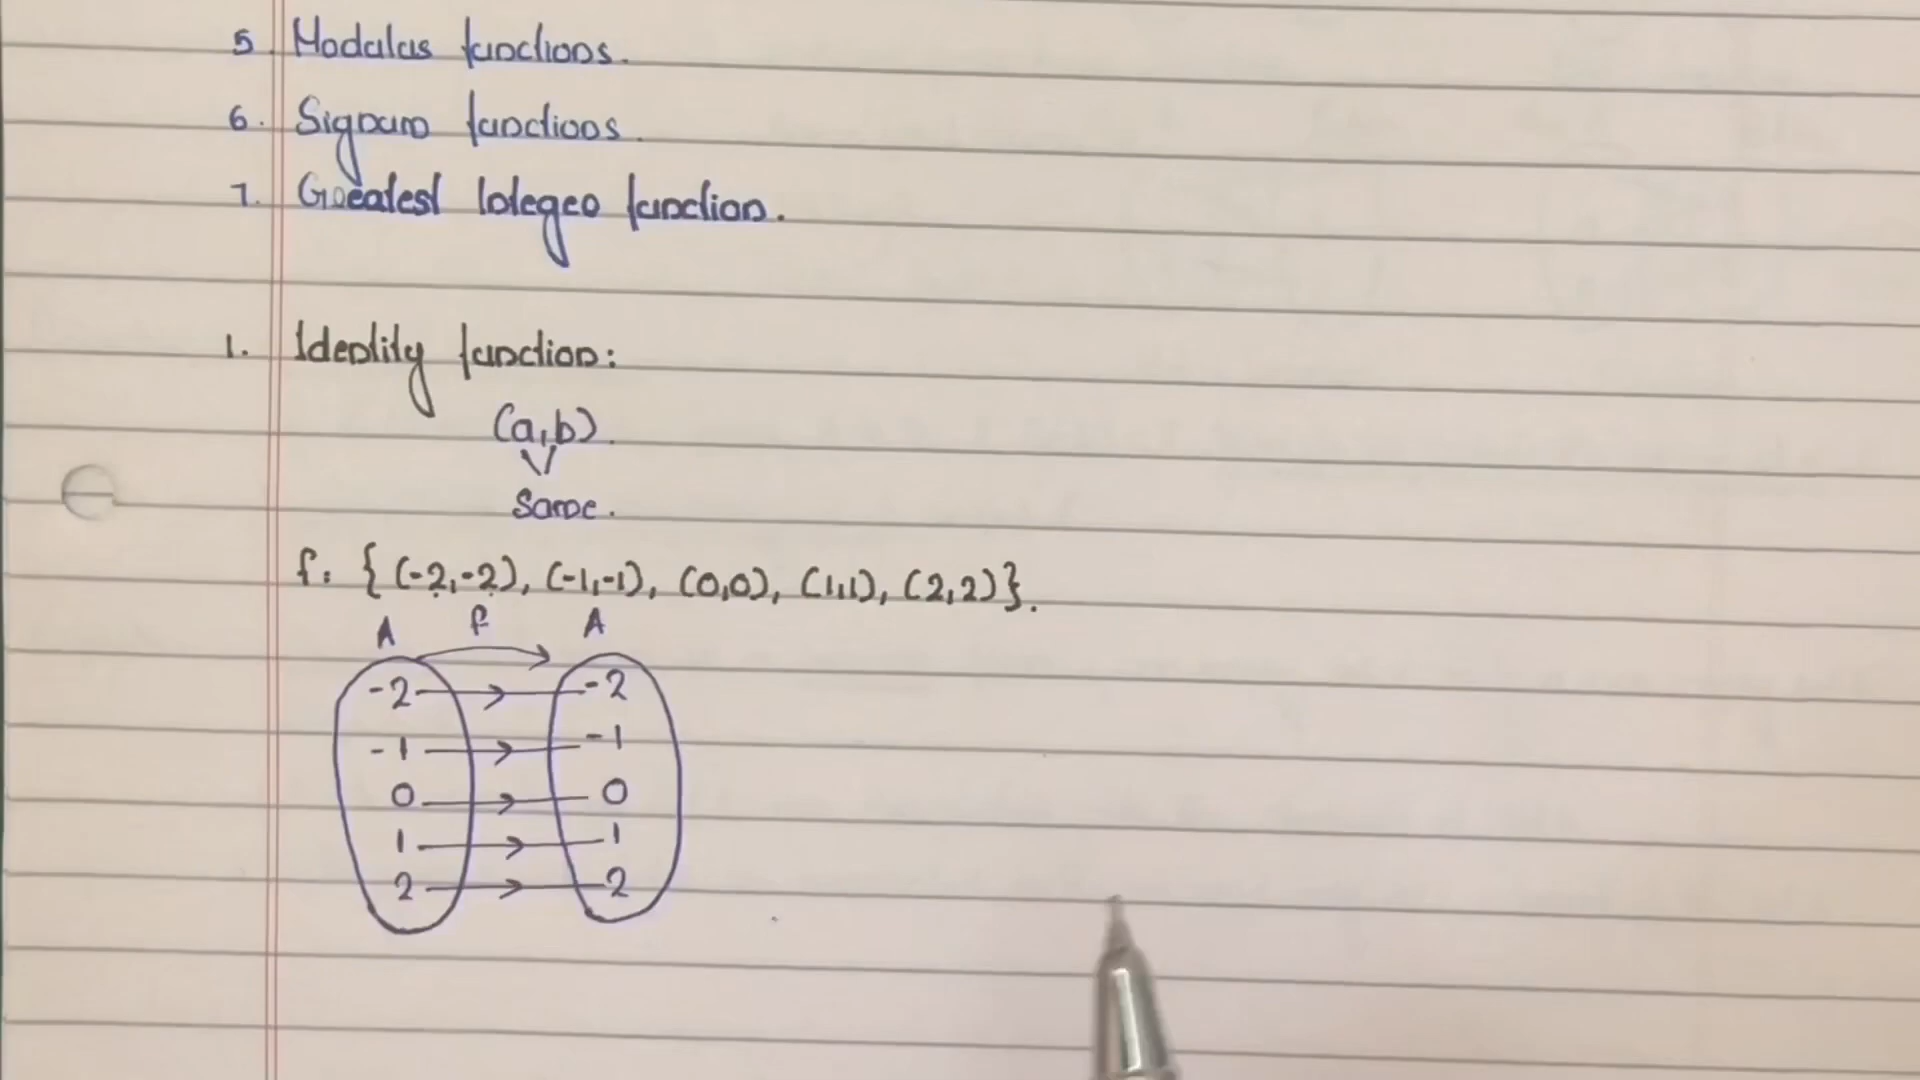 5. Modulus functions.
6. Signum functions.
7. Greatest Integer function.
1. Identity function:
(a,b).
Same.
f: { (-2,-2), (-1,-1), (0,0), (1,1), (2,2)}.
A f A
-2 -2
-1 -1
0 0
1 1
2 2